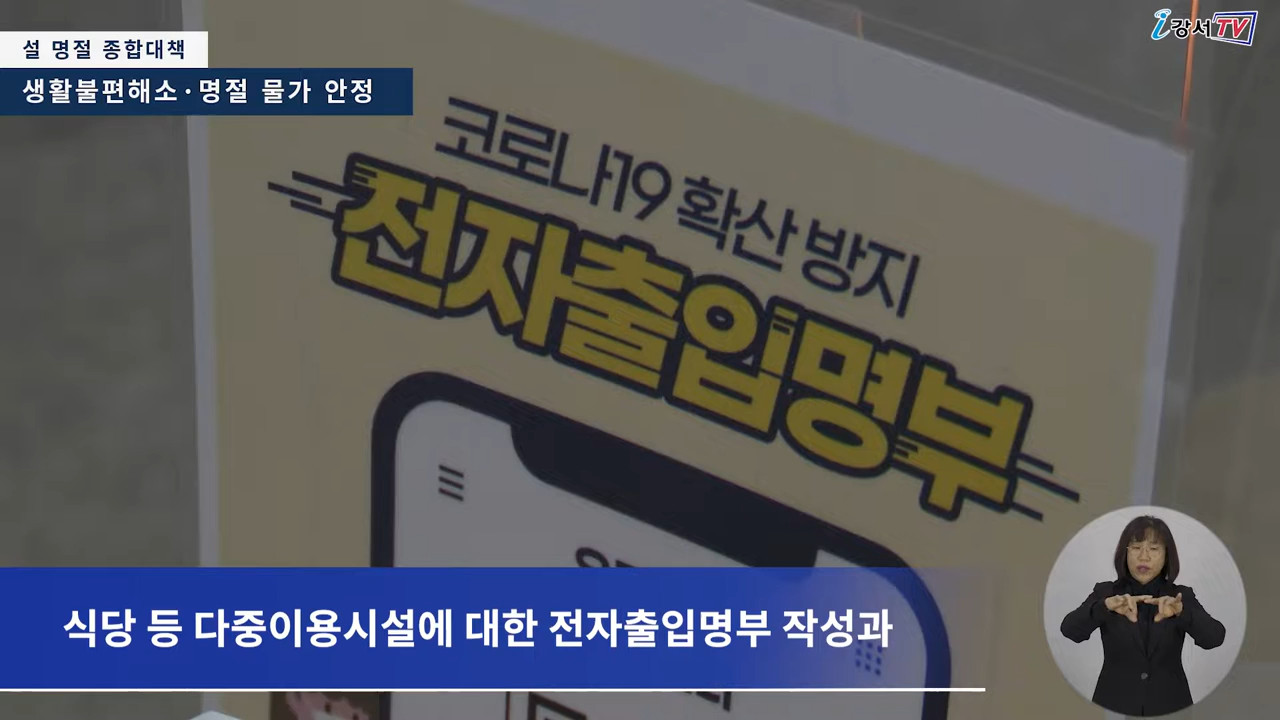 설 명절 종합대책
i강서TV
생활불편해소·명절 물가 안정
코로나19 확산 방지
전자출입명부
식당 등 다중이용시설에 대한 전자출입명부 작성과